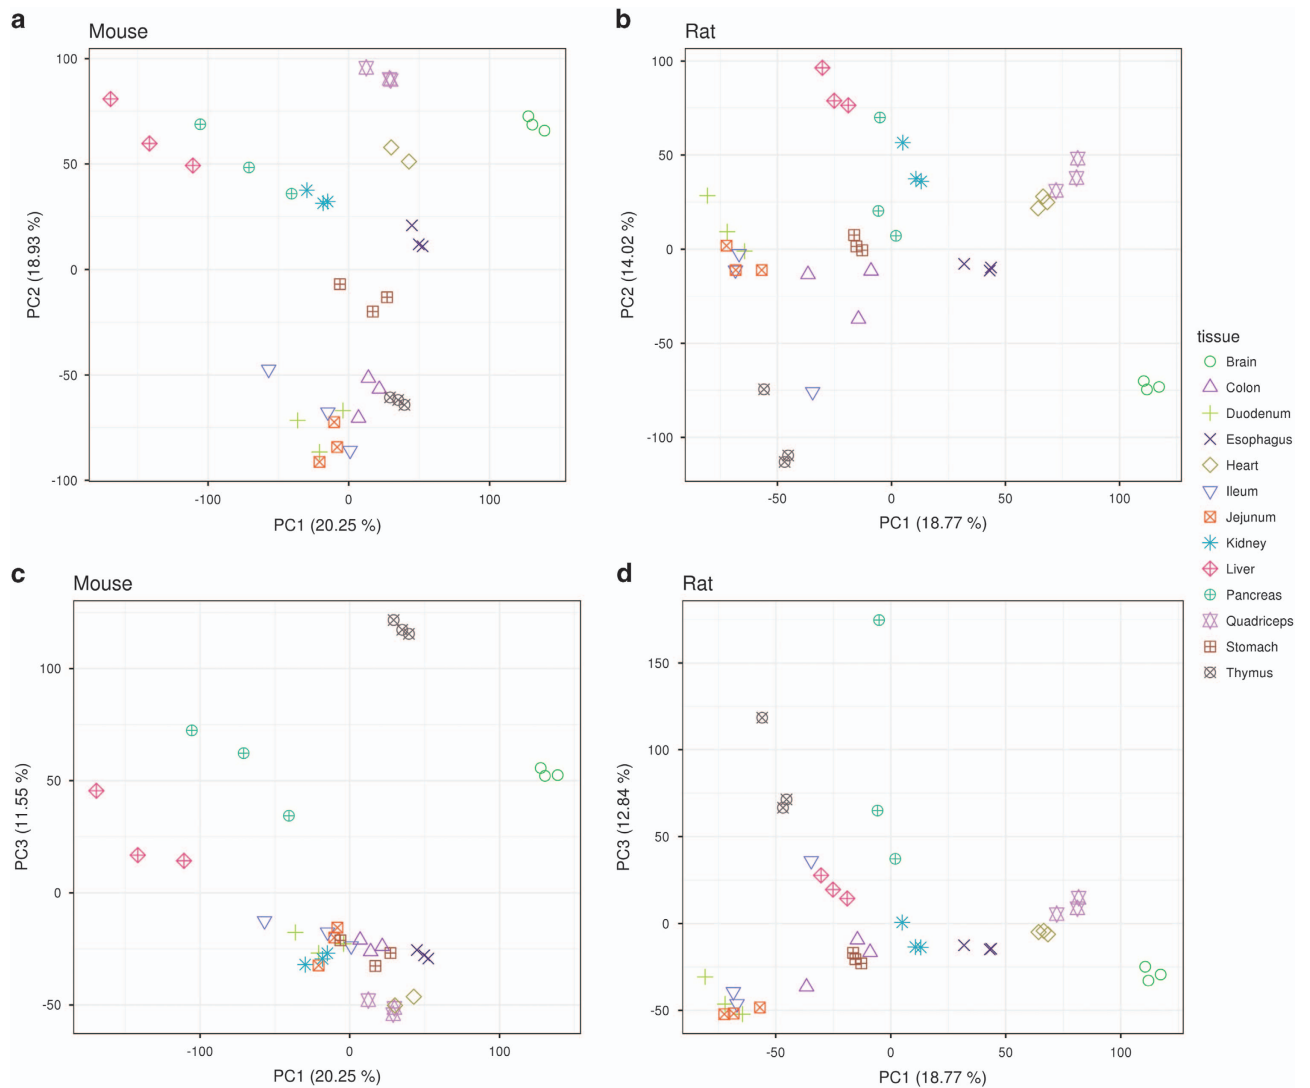 a
Mouse
100
50
0
-50
-100
-100
0
100
PC2 (18.93 %)
PC1 (20.25 %)
b
Rat
100
50
0
-50
-100
-50
0
50
100
PC2 (14.02 %)
PC1 (18.77 %)
tissue
Brain
Colon
Duodenum
Esophagus
Heart
Ileum
Jejunum
Kidney
Liver
Pancreas
Quadriceps
Stomach
Thymus
c
Mouse
100
50
0
-50
-100
0
100
PC3 (11.55 %)
PC1 (20.25 %)
d
Rat
150
100
50
0
-50
-50
0
50
100
PC3 (12.84 %)
PC1 (18.77 %)